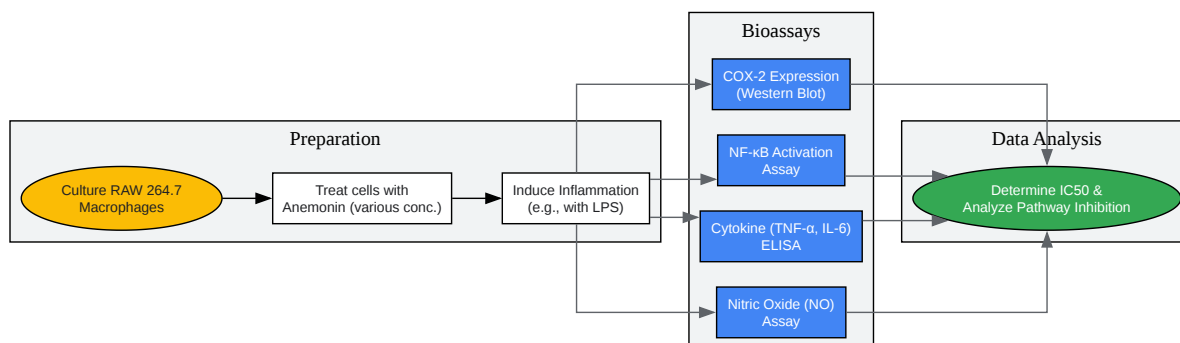 Preparation
Culture RAW 264.7
Macrophages
Treat cells with
Anemonin (various conc.)
Induce Inflammation
(e.g., with LPS)
Bioassays
COX-2 Expression
(Western Blot)
NF-κB Activation
Assay
Cytokine (TNF-α, IL-6)
ELISA
Nitric Oxide (NO)
Assay
Data Analysis
Determine IC50 &
Analyze Pathway Inhibition